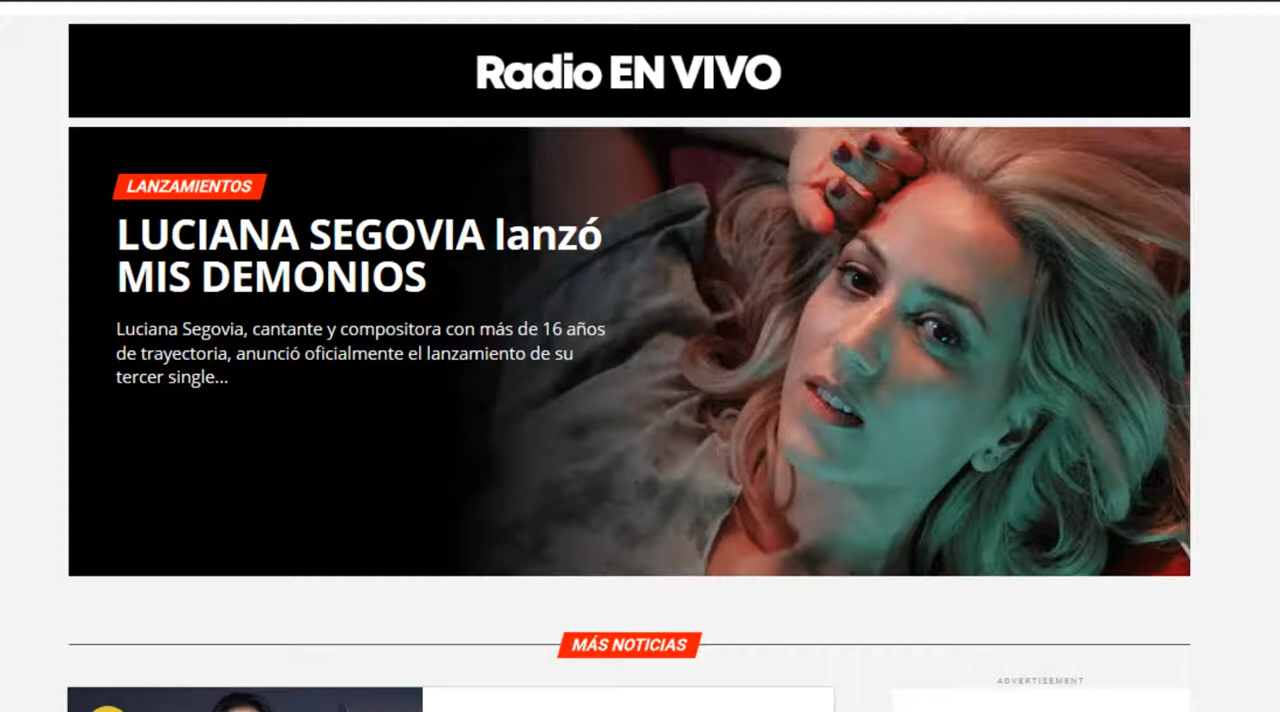 Radio EN VIVO
LANZAMIENTOS
LUCIANA SEGOVIA lanzó
MIS DEMONIOS
Luciana Segovia, cantante y compositora con más de 16 años
de trayectoria, anunció oficialmente el lanzamiento de su
tercer single...
MÁS NOTICIAS
ADVERTISEMENT